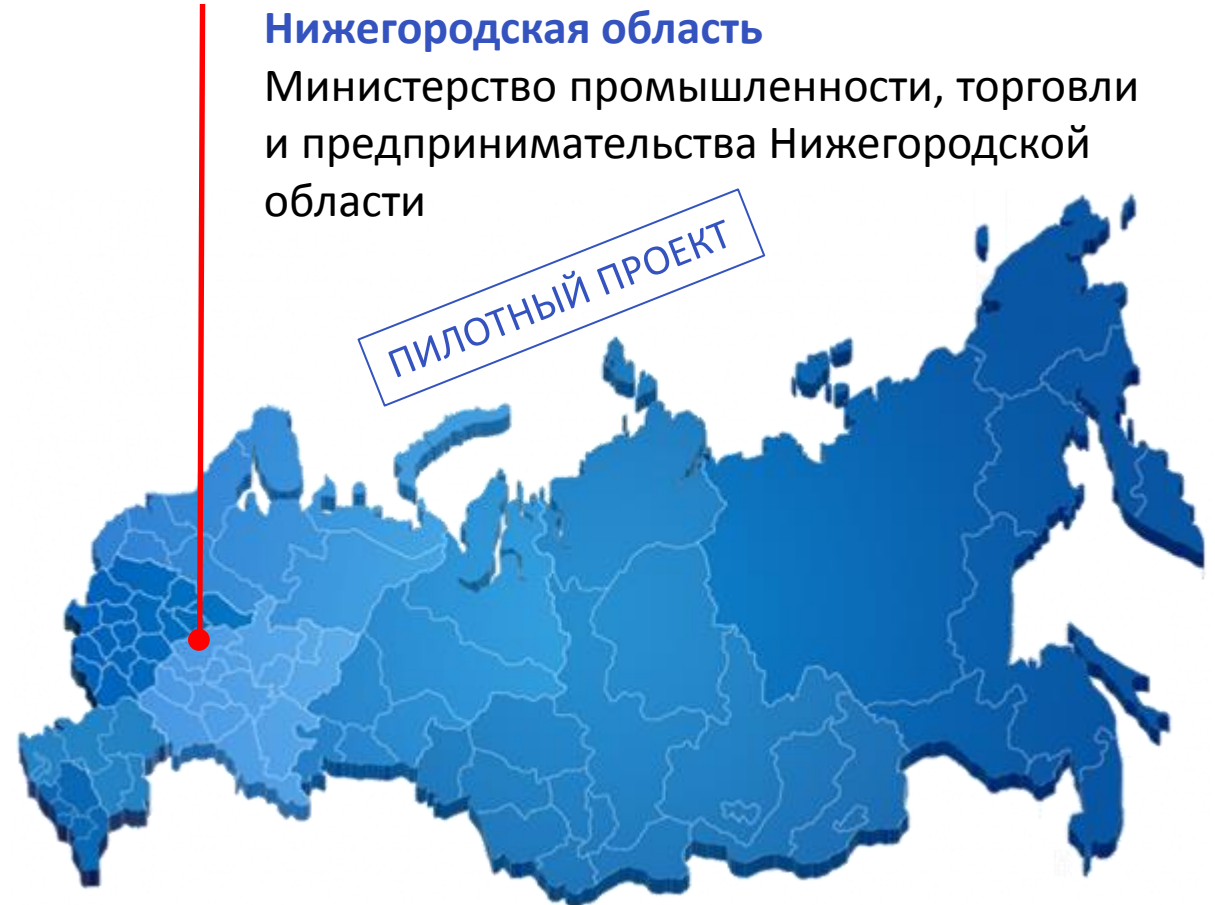 Нижегородская область
Министерство промышленности, торговли
и предпринимательства Нижегородской
области
ПИЛОТНЫЙ ПРОЕКТ